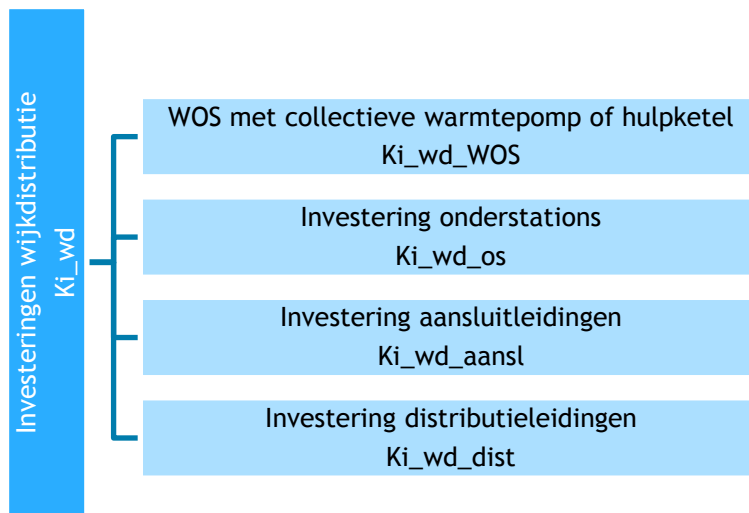 Investeringen wijkdistributie
Ki_wd
WOS met collectieve warmtepomp of hulpketel
Ki_wd_WOS
Investering onderstations
Ki_wd_os
Investering aansluitleidingen
Ki_wd_aansl
Investering distributieleidingen
Ki_wd_dist